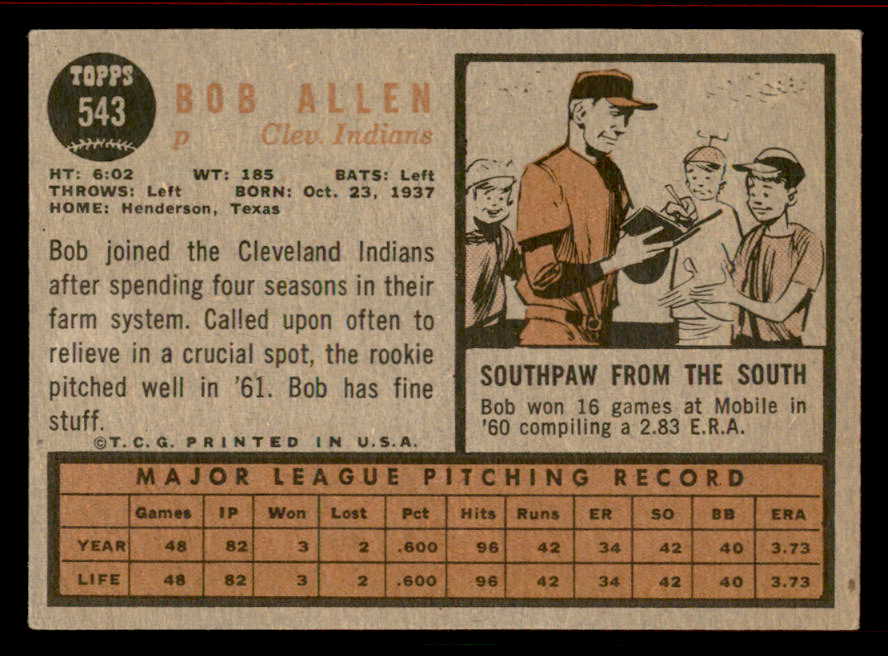 TOPPS
543
BOB ALLEN
p Clev. Indians
HT: 6:02 WT: 185 BATS: Left
THROWS: Left BORN: Oct. 23, 1937
HOME: Henderson, Texas
Bob joined the Cleveland Indians
after spending four seasons in their
farm system. Called upon often to
relieve in a crucial spot, the rookie
pitched well in '61. Bob has fine
stuff.
©T.C.G. PRINTED IN U.S.A.
SOUTHPAW FROM THE SOUTH
Bob won 16 games at Mobile in
'60 compiling a 2.83 E.R.A.
MAJOR LEAGUE PITCHING RECORD
Games IP Won Lost Pct Hits Runs ER SO BB ERA
YEAR 48 82 3 2 .600 96 42 34 42 40 3.73
LIFE 48 82 3 2 .600 96 42 34 42 40 3.73